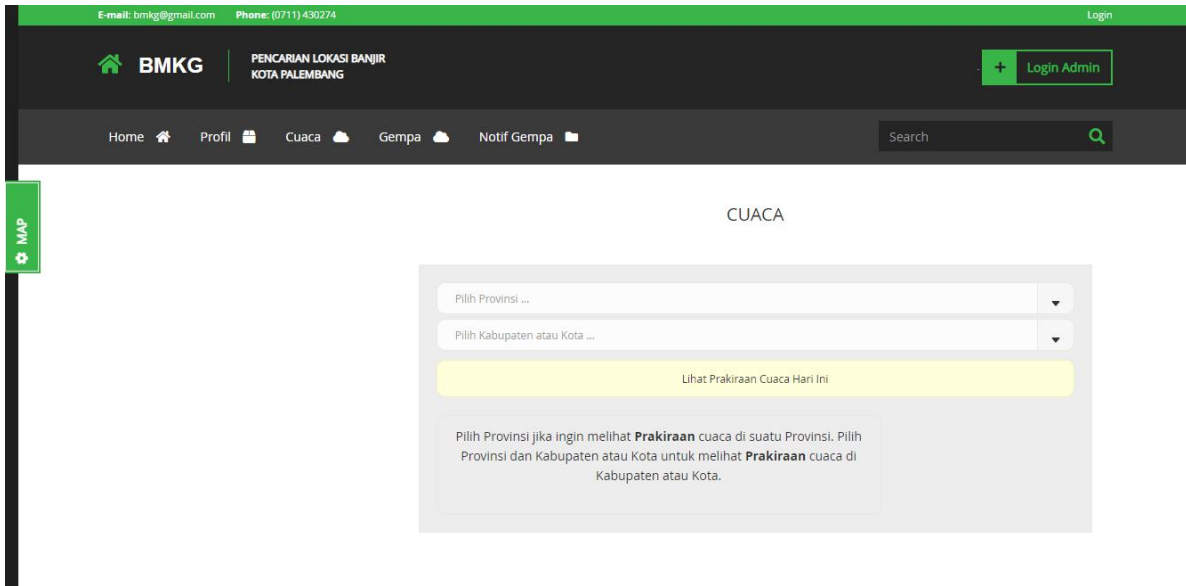 E-mail: bmkg@gmail.com Phone: (0711) 430274 Login
BMKG
PENCARIAN LOKASI BANJIR
KOTA PALEMBANG
+ Login Admin
Home Profil Cuaca Gempa Notif Gempa Search
MAP
CUACA
Pilih Provinsi ...
Pilih Kabupaten atau Kota ...
Lihat Prakiraan Cuaca Hari Ini
Pilih Provinsi jika ingin melihat Prakiraan cuaca di suatu Provinsi. Pilih
Provinsi dan Kabupaten atau Kota untuk melihat Prakiraan cuaca di
Kabupaten atau Kota.